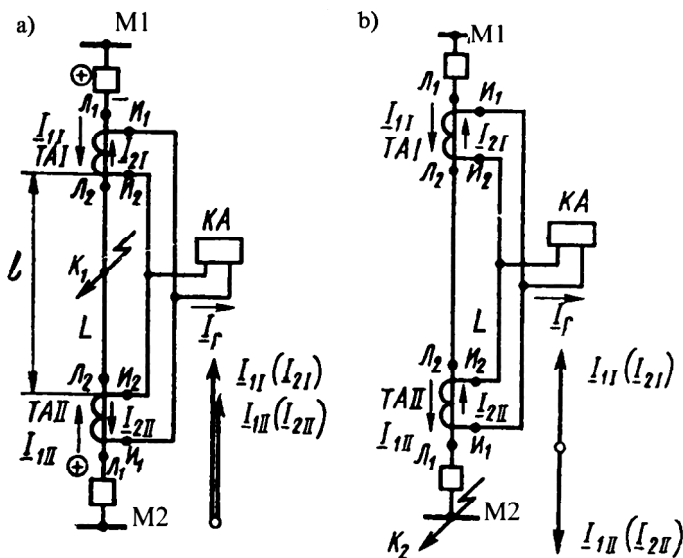 a)
M1
Л₁
И₁
I₁I
TAI
I₂I
Л₂
И₂
KA
l
K₁
L
Iᵣ
Л₂
И₂
TAII
I₂II
I₁II
Л₁
И₁
M2
I₁I(I₂I)
I₁II(I₂II)
b)
M1
Л₁
И₁
I₁I
TAI
I₂I
Л₂
И₂
KA
L
Iᵣ
Л₂
И₂
TAII
I₂II
I₁II
Л₁
И₁
M2
K₂
I₁I(I₂I)
I₁II(I₂II)